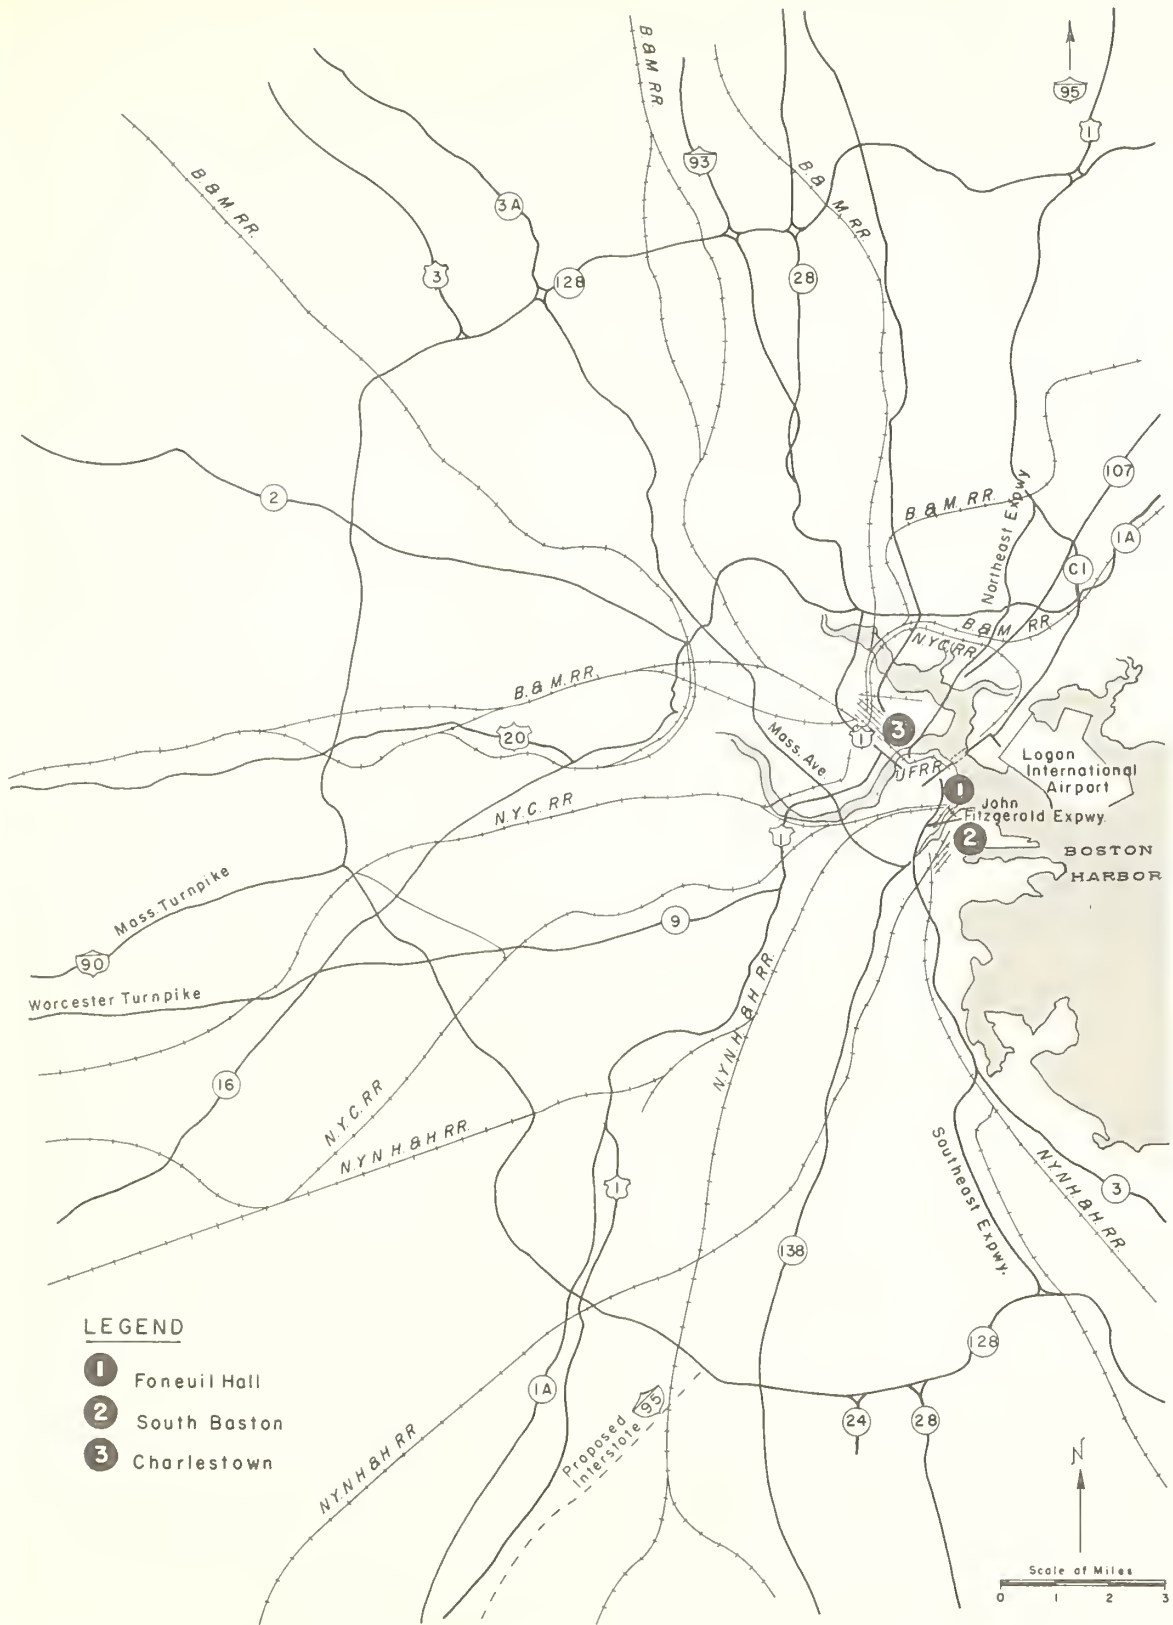 B. & M. RR.
95
1
93
B. & M. RR.
B. & M. RR.
3A
3
128
28
107
2
B. & M. RR.
Northeast Expwy
1A
C1
B. & M. RR.
N.Y.C. RR
B. & M. RR.
20
Mass. Ave.
1
3
UFRR
Logan
International
Airport
1
N.Y.C. RR
John
Fitzgerald Expwy.
1
2
BOSTON
HARBOR
Mass. Turnpike
9
90
Worcester Turnpike
N.Y.N.H. & H RR.
16
N.Y.C. RR
N.Y.N H. & H RR.
Southeast Expwy.
N.Y.N.H. & H. RR.
3
1
138
LEGEND
1 Foneuil Hall
2 South Baston
3 Charlestown
128
1A
95
Proposed
Interstate
24
28
N.Y.N H & H RR
N
Scale of Miles
0 1 2 3